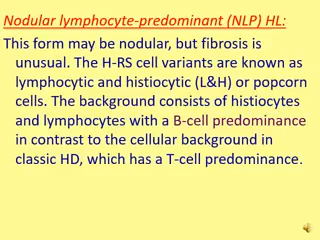 Nodular lymphocyte-predominant (NLP) HL:
This form may be nodular, but fibrosis is
unusual. The H-RS cell variants are known as
lymphocytic and histiocytic (L&H) or popcorn
cells. The background consists of histiocytes
and lymphocytes with a B-cell predominance
in contrast to the cellular background in
classic HD, which has a T-cell predominance.